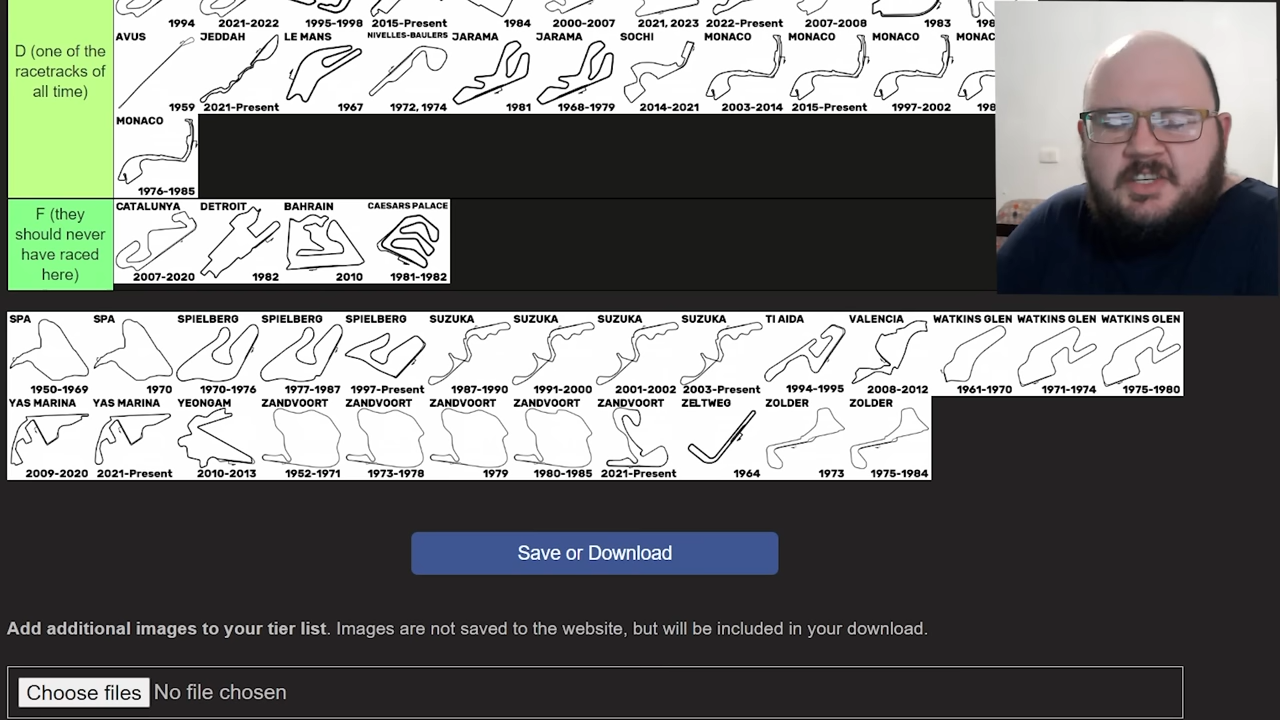 1994 2021-2022 1995-1998 2015-Present 1984 2000-2007 2021, 2023 2022-Present 2007-2008 1983
D (one of the
racetracks of
all time)
AVUS JEDDAH LE MANS NIVELLES-BAULERS JARAMA JARAMA SOCHI MONACO MONACO MONACO
1959 2021-Present 1967 1972, 1974 1981 1968-1979 2014-2021 2003-2014 2015-Present 1997-2002
MONACO
1976-1985
F (they
should never
have raced
here)
CATALUNYA DETROIT BAHRAIN CAESARS PALACE
2007-2020 1982 2010 1981-1982
SPA SPA SPIELBERG SPIELBERG SPIELBERG SUZUKA SUZUKA SUZUKA SUZUKA TI AIDA VALENCIA WATKINS GLEN WATKINS GLEN WATKINS GLEN
1950-1969 1970 1970-1976 1977-1987 1997-Present 1987-1990 1991-2000 2001-2002 2003-Present 1994-1995 2008-2012 1961-1970 1971-1974 1975-1980
YAS MARINA YAS MARINA YEONGAM ZANDVOORT ZANDVOORT ZANDVOORT ZANDVOORT ZANDVOORT ZELTWEG ZOLDER ZOLDER
2009-2020 2021-Present 2010-2013 1952-1971 1973-1978 1979 1980-1985 2021-Present 1964 1973 1975-1984
Save or Download
Add additional images to your tier list. Images are not saved to the website, but will be included in your download.
Choose files No file chosen